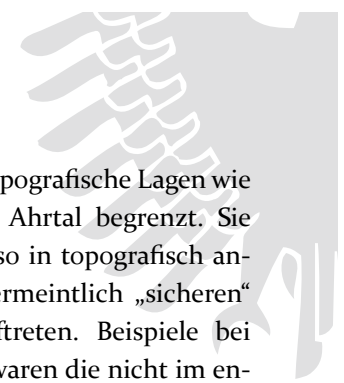 pografische Lagen wie
Ahrtal begrenzt. Sie
so in topografisch an-
ermeintlich „sicheren“
ftreten. Beispiele bei
waren die nicht im en-